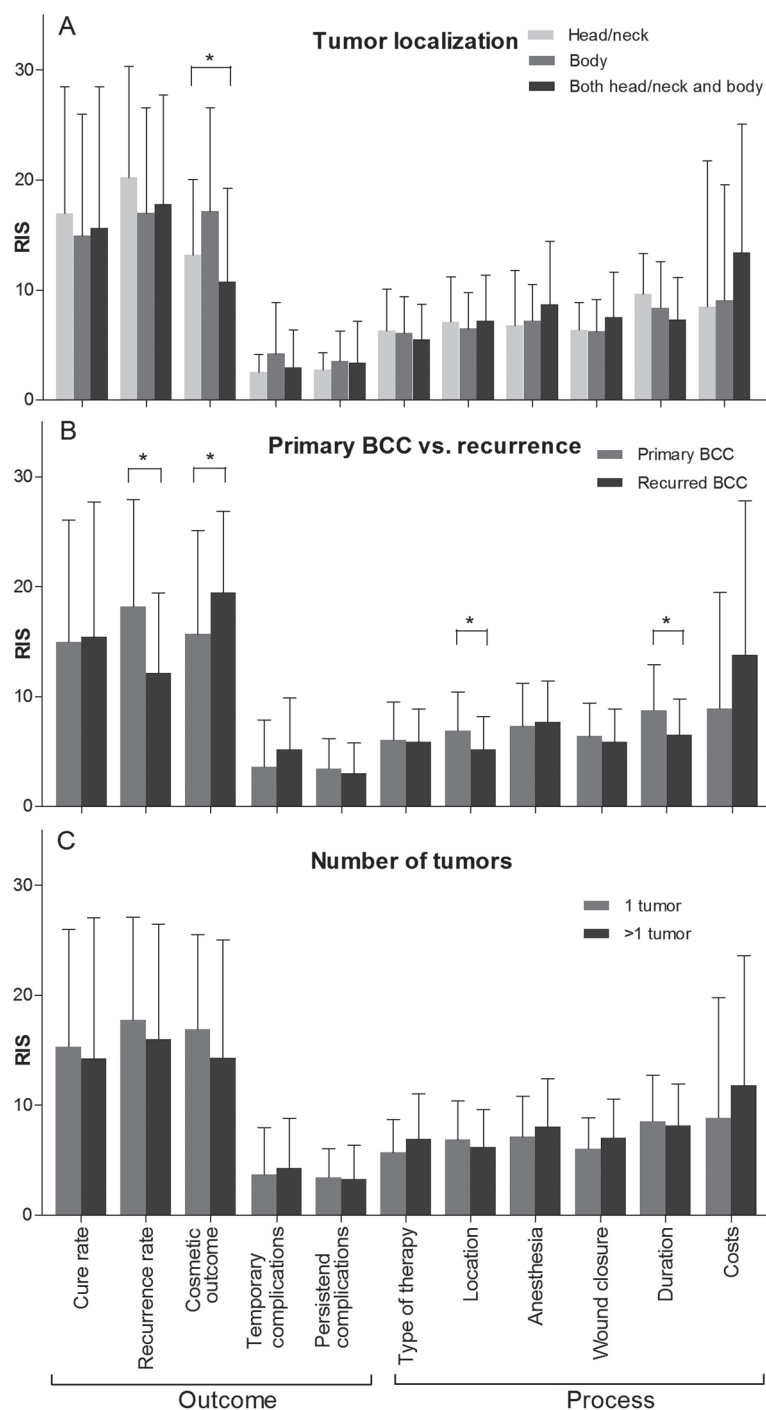 A
Tumor localization
Head/neck
Body
Both head/neck and body
*
30
20
10
0
RIS
B
Primary BCC vs. recurrence
Primary BCC
Recurred BCC
* *
* *
30
20
10
0
RIS
C
Number of tumors
1 tumor
>1 tumor
30
20
10
0
RIS
Cure rate
Recurrence rate
Cosmetic
outcome
Temporary
complications
Persistend
complications
Type of therapy
Location
Anesthesia
Wound closure
Duration
Costs
Outcome
Process